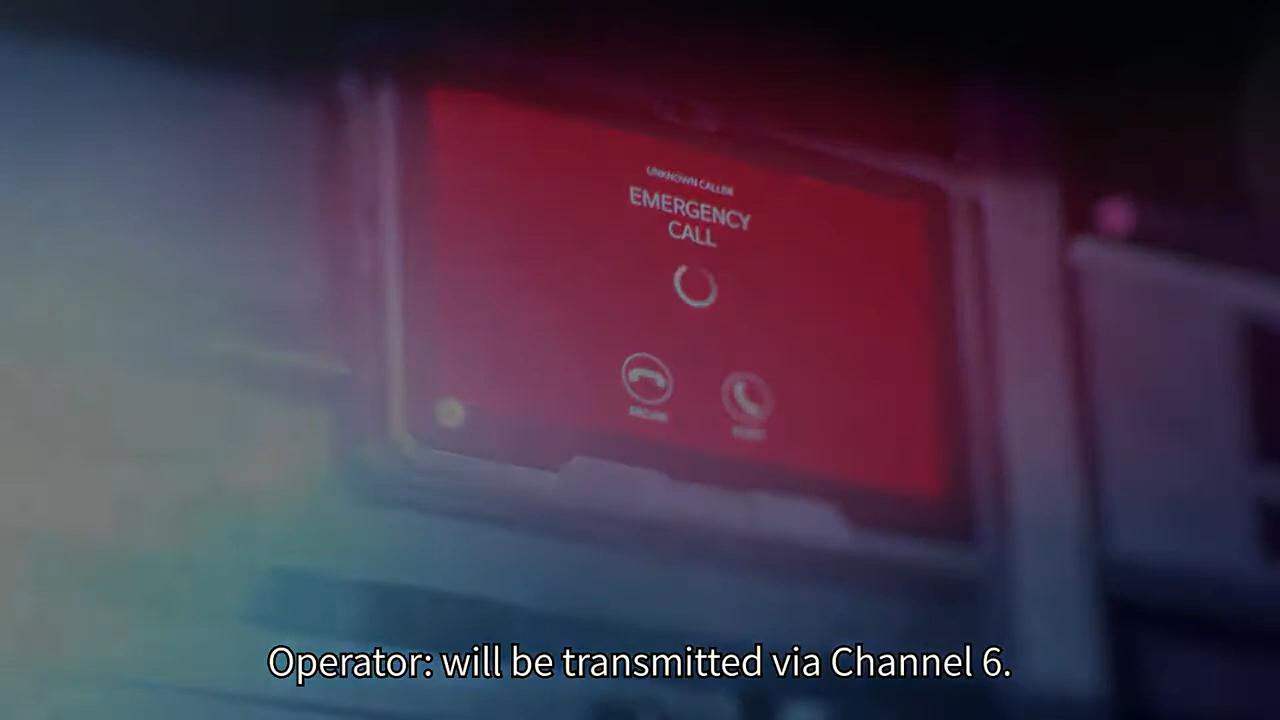 UNKNOWN CALLER
EMERGENCY
CALL
Operator: will be transmitted via Channel 6.